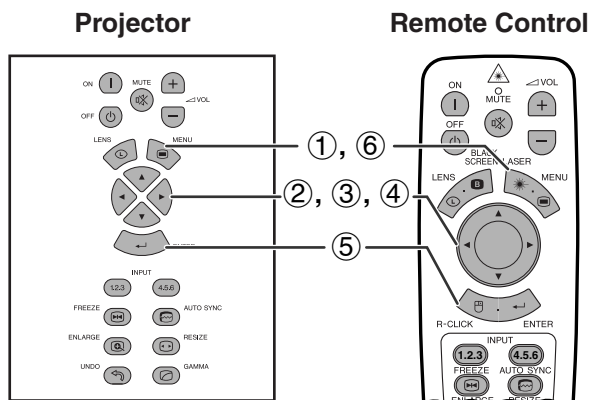 Projector
Remote Control
ON
MUTE
VOL
OFF
LENS
MENU
INPUT
1.2.3
4.5.6
FREEZE
AUTO SYNC
ENLARGE
RESIZE
UNDO
GAMMA
①, ⑥
②, ③, ④
⑤
ON
MUTE
VOL
OFF
BLACK
SCREEN
LASER
LENS
B
MENU
R-CLICK
ENTER
INPUT
1.2.3
4.5.6
FREEZE
AUTO SYNC
ENLARGE
RESIZE